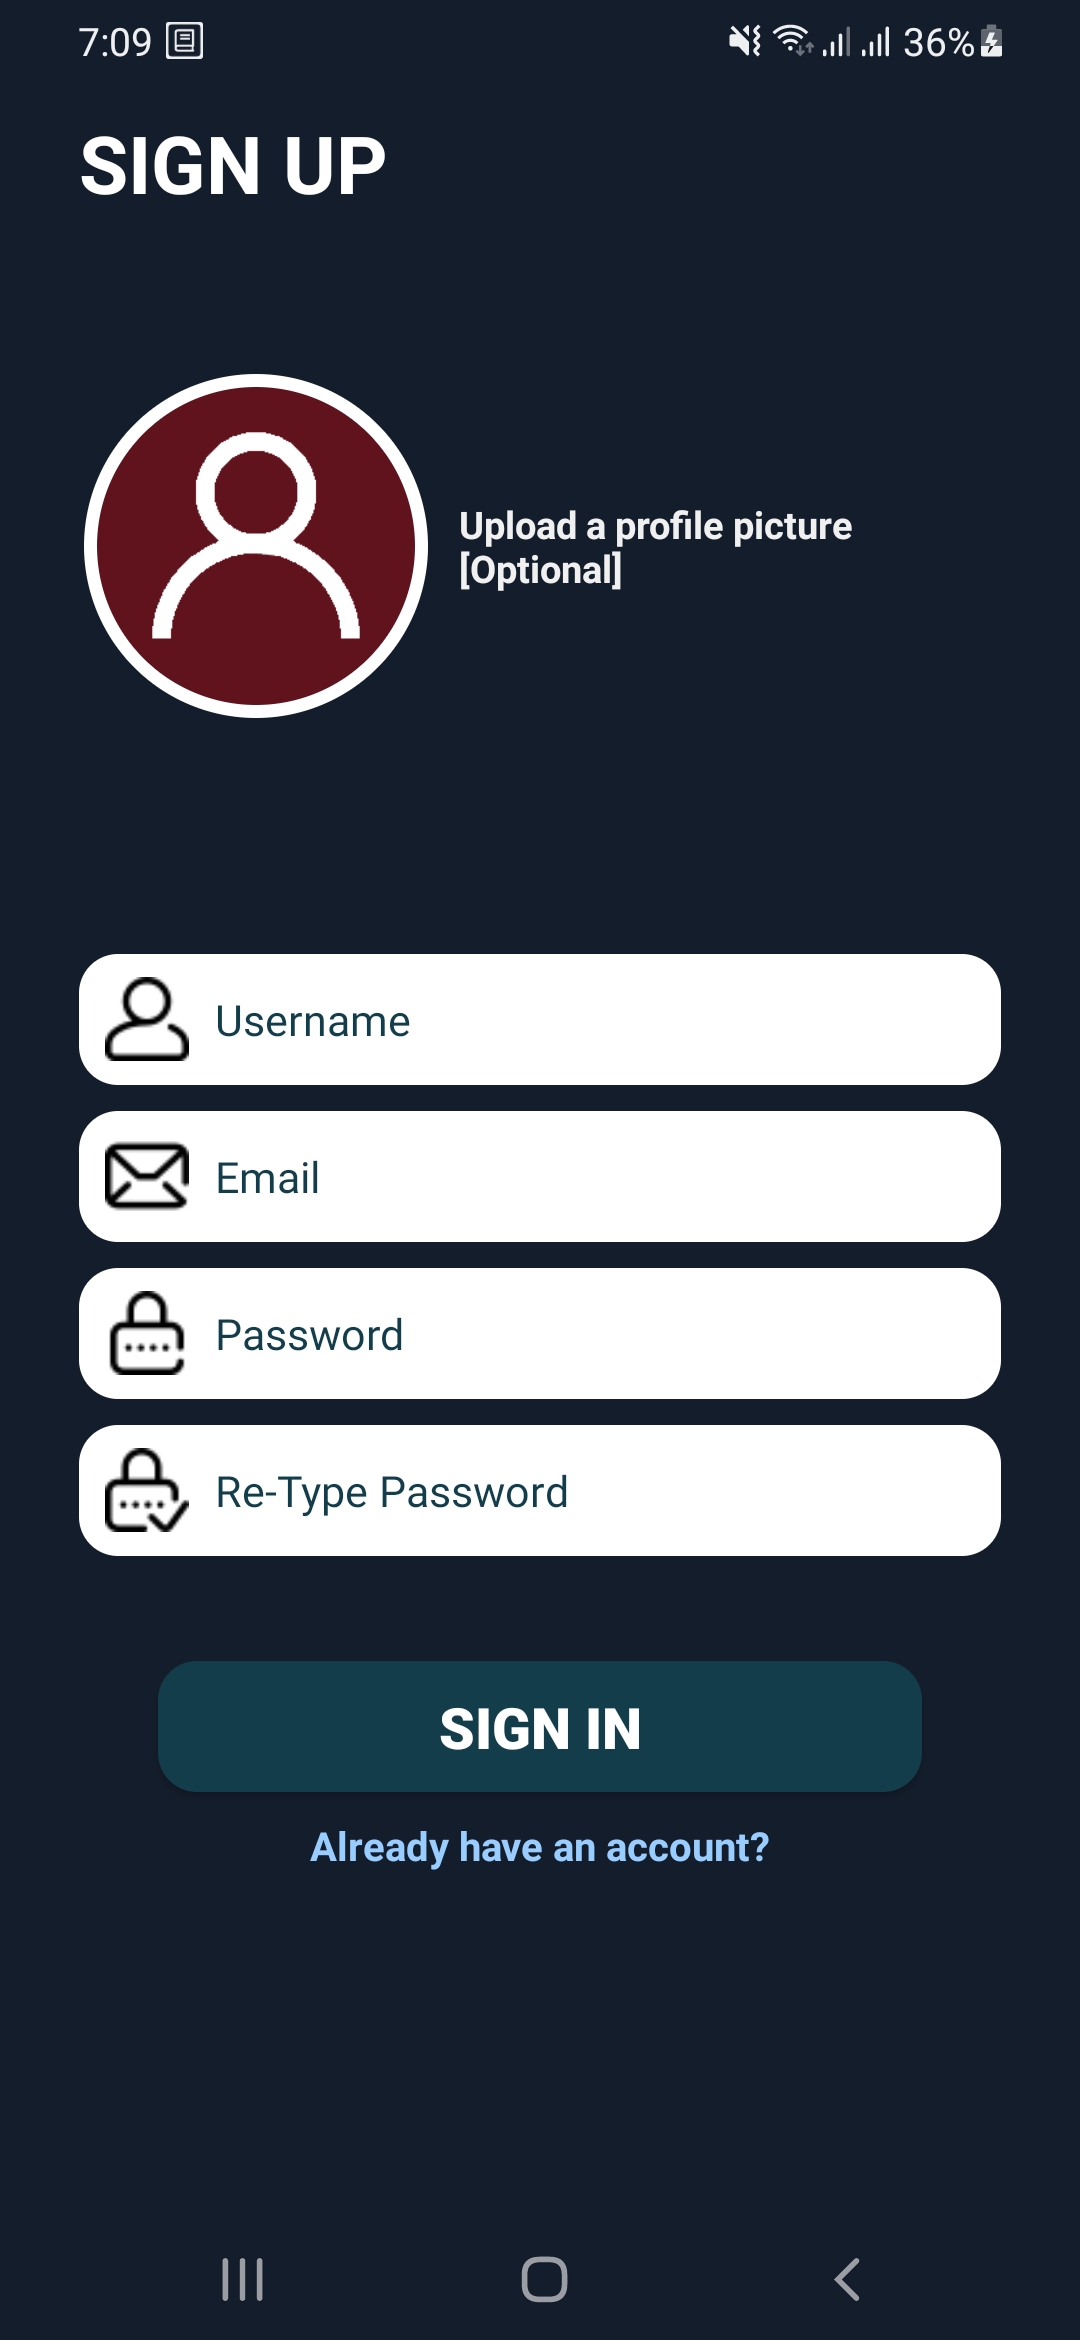 7:09 36%
SIGN UP
Upload a profile picture
[Optional]
Username
Email
Password
Re-Type Password
SIGN IN
Already have an account?